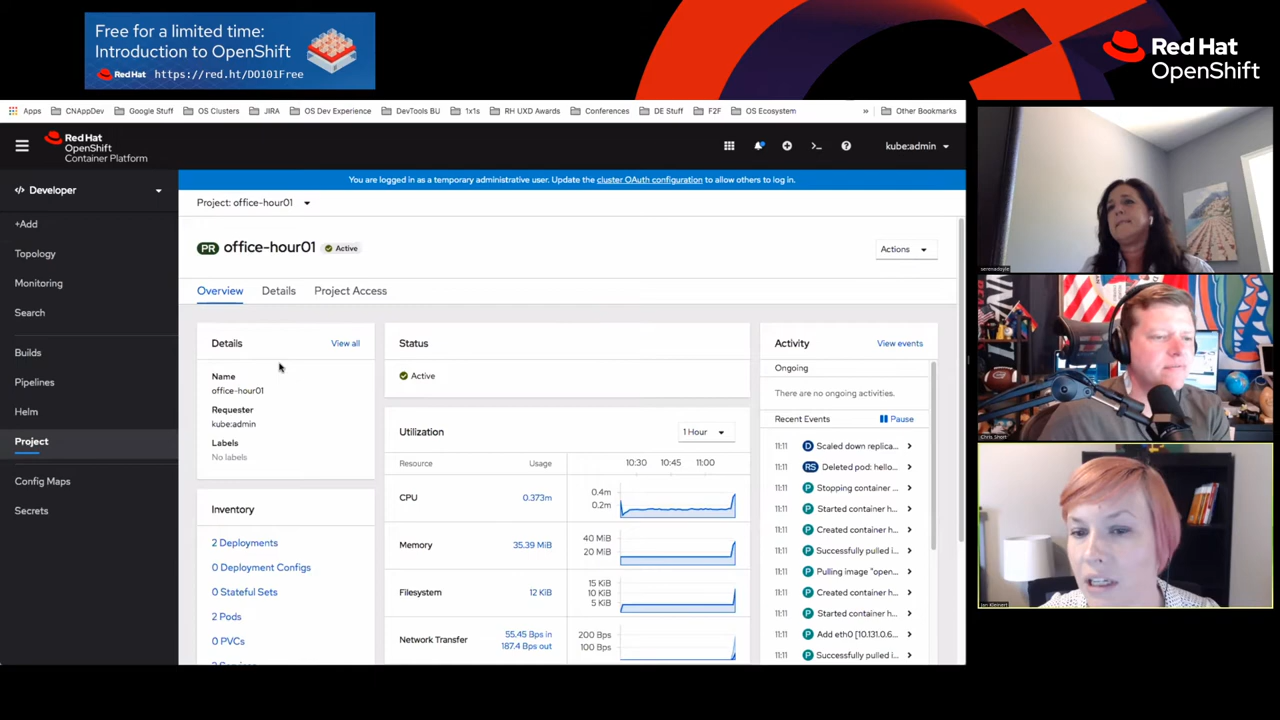 Free for a limited time:
Introduction to OpenShift
Red Hat https://red.ht/DO101Free
Red Hat
OpenShift
Apps CNAppDev Google Stuff OS Clusters JIRA OS Dev Experience DevTools BU 1x1s RH UXD Awards Conferences DE Stuff F2F OS Ecosystem » Other Bookmarks
Red Hat
OpenShift
Container Platform
kube:admin
Developer
+Add
Topology
Monitoring
Search
Builds
Pipelines
Helm
Project
Config Maps
Secrets
You are logged in as a temporary administrative user. Update the cluster OAuth configuration to allow others to log in.
Project: office-hour01
PR office-hour01 Active
Actions
Overview Details Project Access
Details View all
Name
office-hour01
Requester
kube:admin
Labels
No labels
Inventory
2 Deployments
0 Deployment Configs
0 Stateful Sets
2 Pods
0 PVCs
Status
Active
Utilization 1 Hour
Resource Usage 10:30 10:45 11:00
CPU 0.373m 0.4m
0.2m
Memory 35.39 MiB 40 MiB
20 MiB
Filesystem 12 KiB 15 KiB
10 KiB
5 KiB
Network Transfer 55.45 Bps in 200 Bps
187.4 Bps out 100 Bps
Activity View events
Ongoing
There are no ongoing activities.
Recent Events Pause
11:11 D Scaled down replica...
11:11 RS Deleted pod: hello...
11:11 P Stopping container ...
11:11 P Started container h...
11:11 P Created container h...
11:11 P Successfully pulled i...
11:11 P Pulling image "open...
11:11 P Created container h...
11:11 P Started container h...
11:11 P Add eth0 [10.131.0.6...
11:11 P Successfully pulled i...
serenadoyle
Chris Short
Jan Kleinert